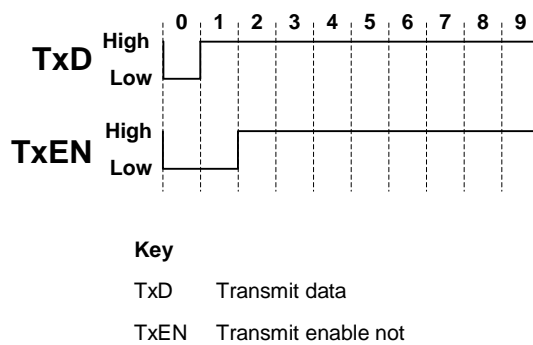 0 1 2 3 4 5 6 7 8 9
High
TxD
Low
High
TxEN
Low
Key
TxD Transmit data
TxEN Transmit enable not